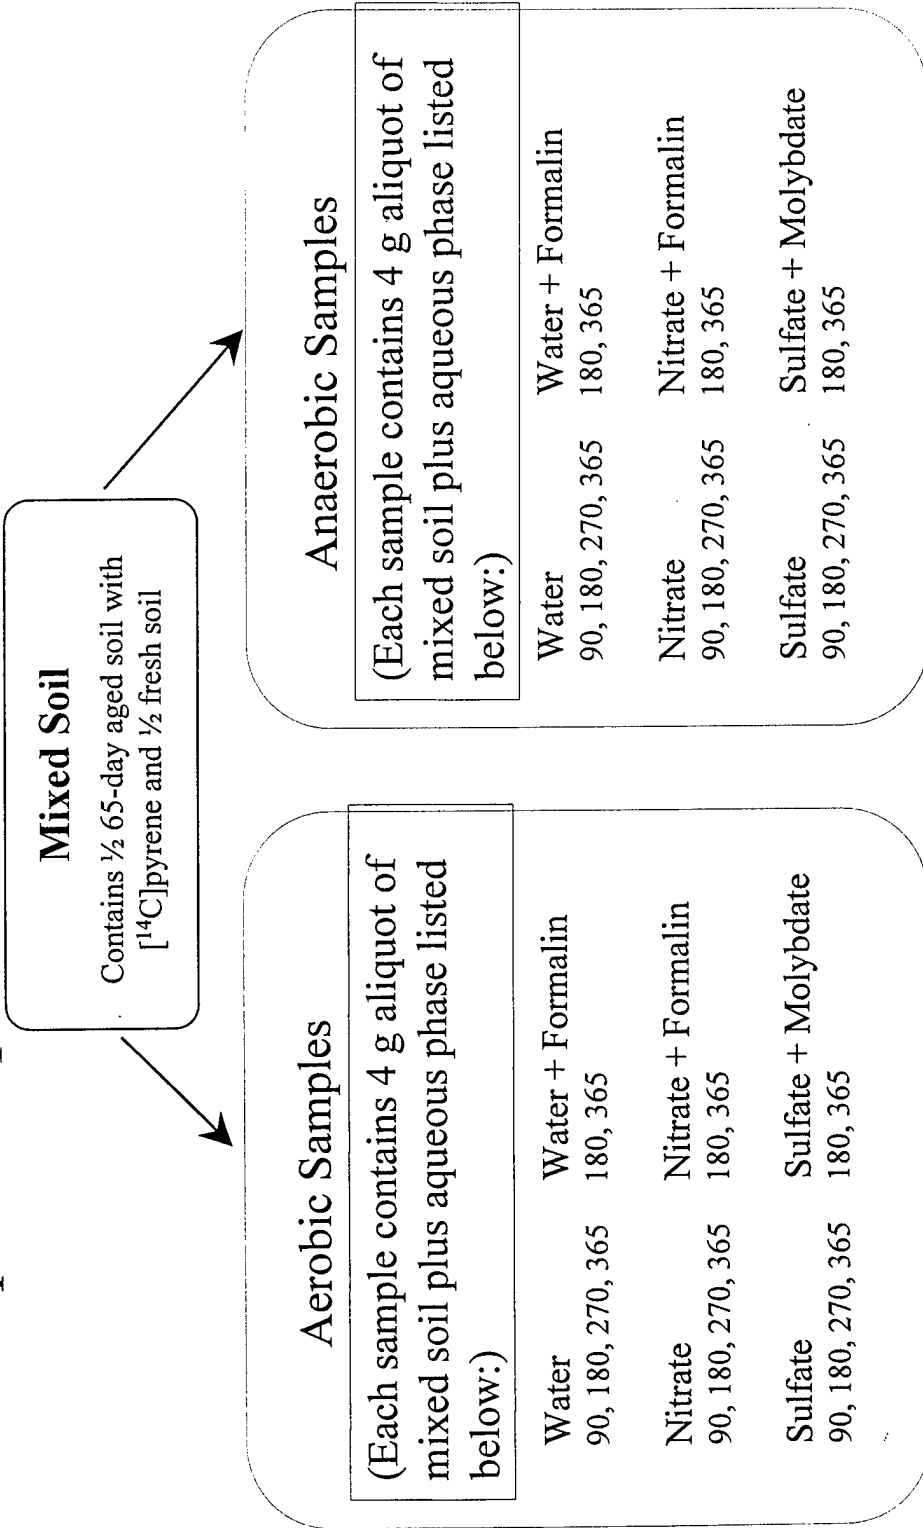 Mixed Soil
Contains ½ 65-day aged soil with
[¹⁴C]pyrene and ½ fresh soil
Aerobic Samples
(Each sample contains 4 g aliquot of
mixed soil plus aqueous phase listed
below:)
Water
90, 180, 270, 365
Water + Formalin
180, 365
Nitrate
90, 180, 270, 365
Nitrate + Formalin
180, 365
Sulfate
90, 180, 270, 365
Sulfate + Molybdate
180, 365
Anaerobic Samples
(Each sample contains 4 g aliquot of
mixed soil plus aqueous phase listed
below:)
Water
90, 180, 270, 365
Water + Formalin
180, 365
Nitrate
90, 180, 270, 365
Nitrate + Formalin
180, 365
Sulfate
90, 180, 270, 365
Sulfate + Molybdate
180, 365